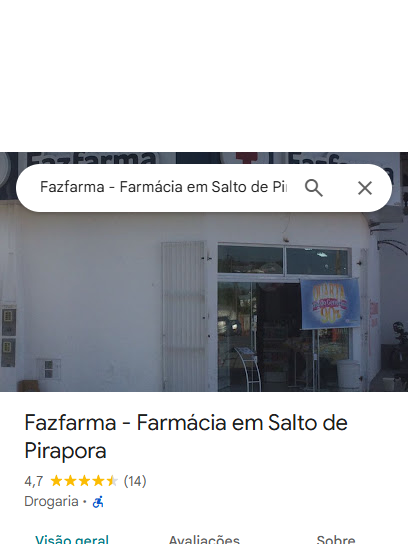 Fazfarma
Fazfarma - Farmácia em Salto de Pi
Fazfarma - Farmácia em Salto de
Pirapora
4,7 (14)
Drogaria ·
Visão geral Avaliações Sobre